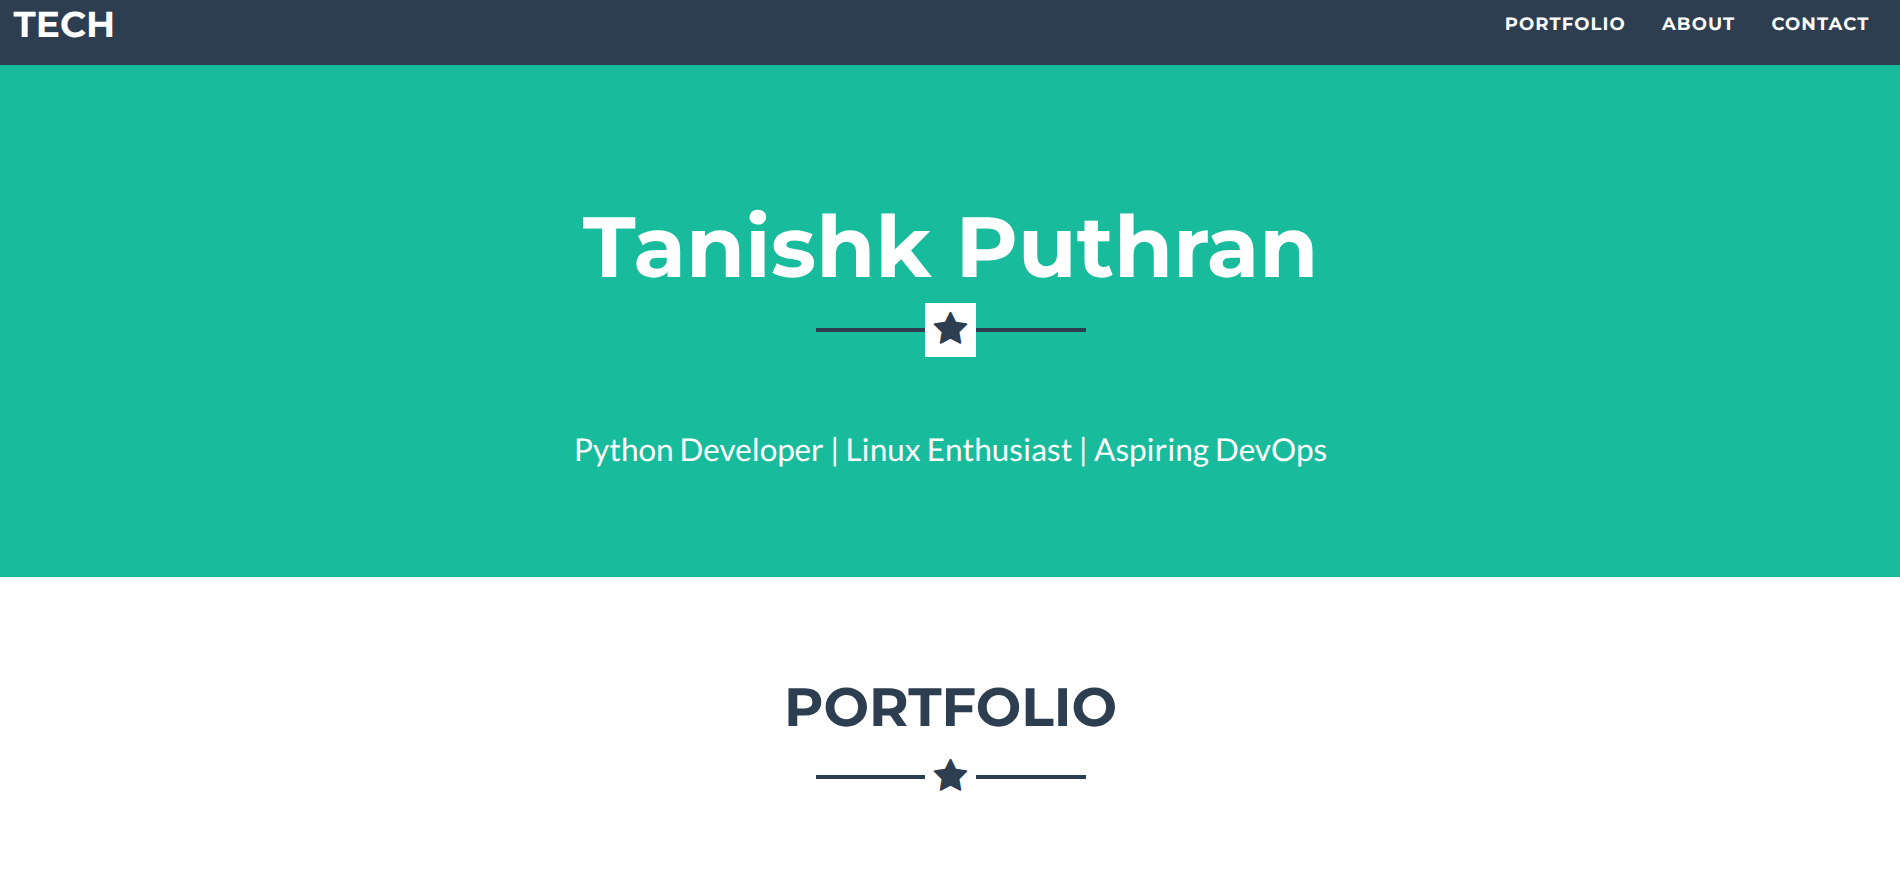 TECH
PORTFOLIO ABOUT CONTACT
Tanishk Puthran
Python Developer | Linux Enthusiast | Aspiring DevOps
PORTFOLIO